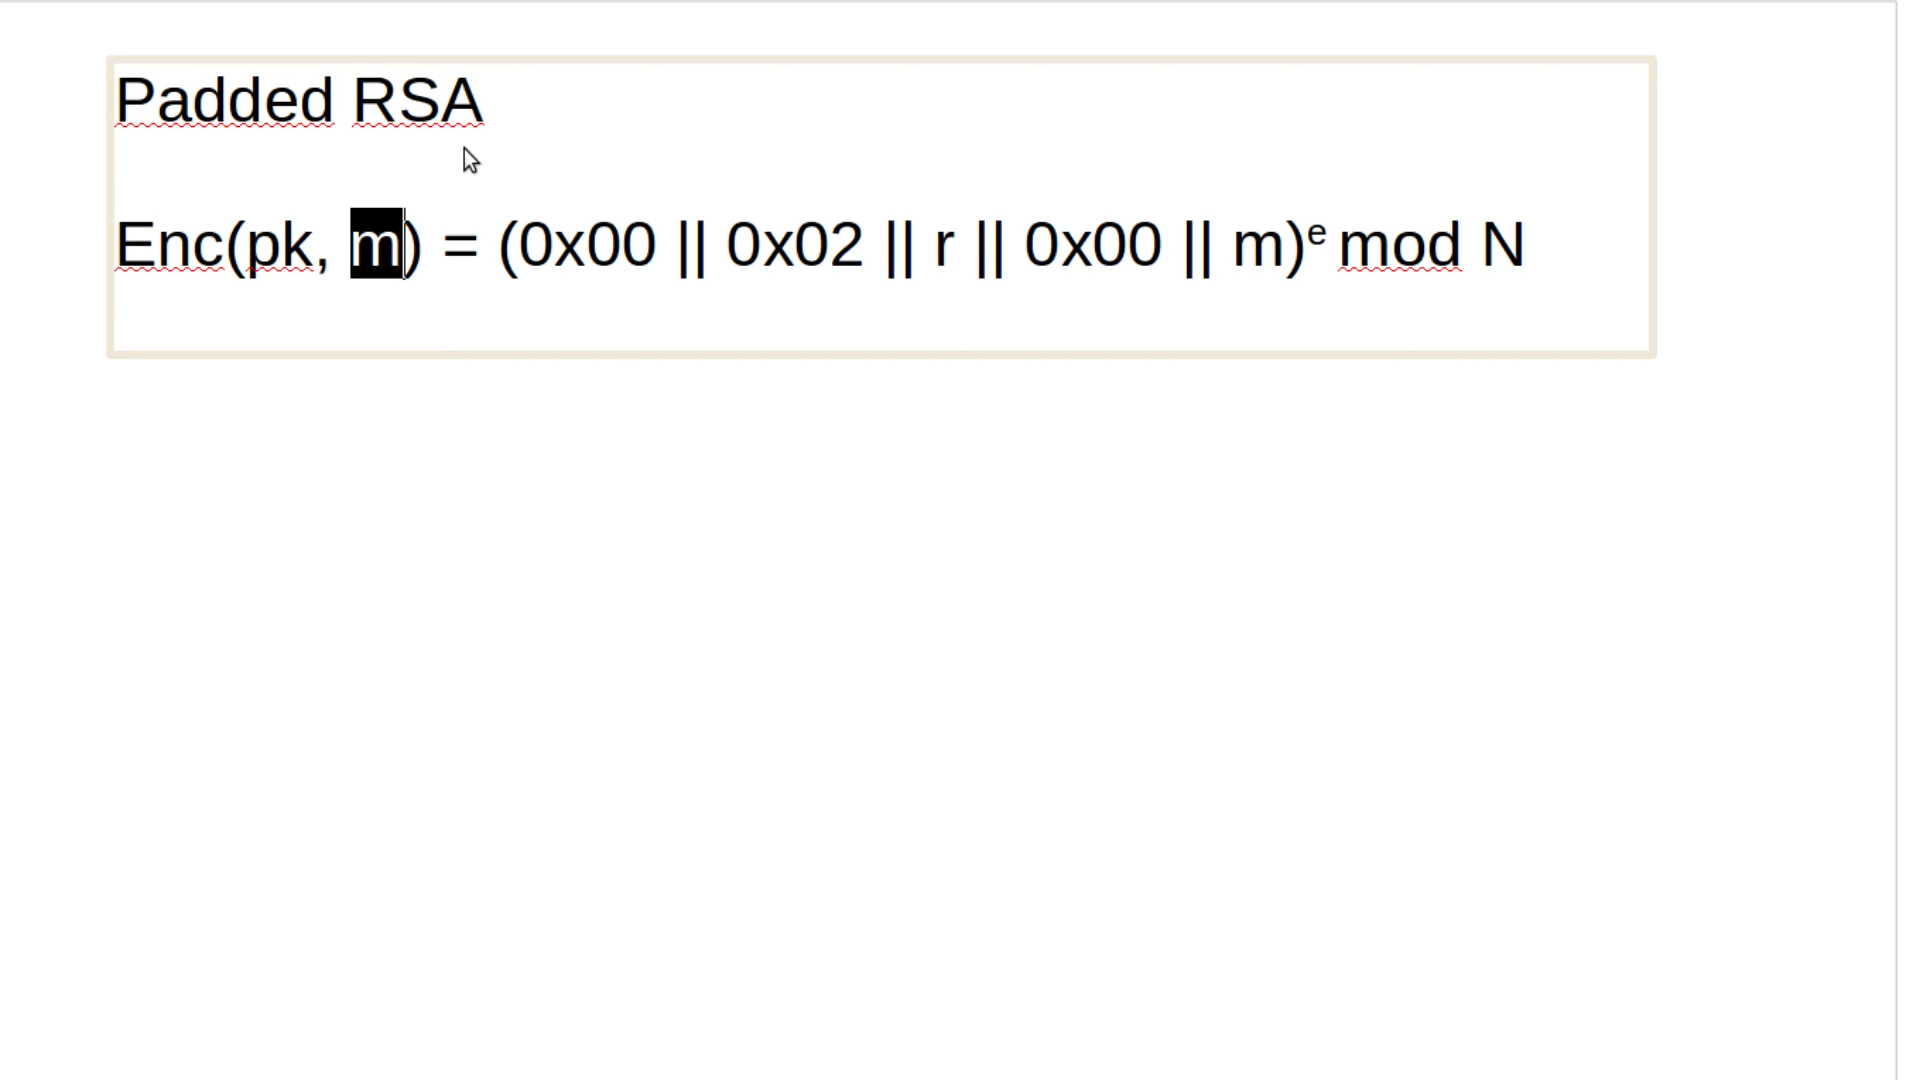 Padded RSA
Enc(pk, m) = (0x00 || 0x02 || r || 0x00 || m)ᵉ mod N